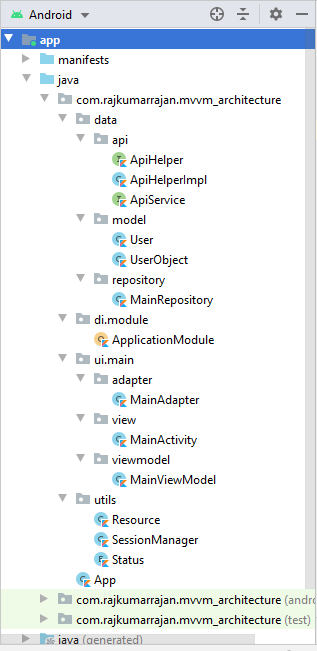 Android
app
manifests
java
com.rajkumarrajan.mvvm_architecture
data
api
ApiHelper
ApiHelperImpl
ApiService
model
User
UserObject
repository
MainRepository
di.module
ApplicationModule
ui.main
adapter
MainAdapter
view
MainActivity
viewmodel
MainViewModel
utils
Resource
SessionManager
Status
App
com.rajkumarrajan.mvvm_architecture (andro
com.rajkumarrajan.mvvm_architecture (test)
java (generated)